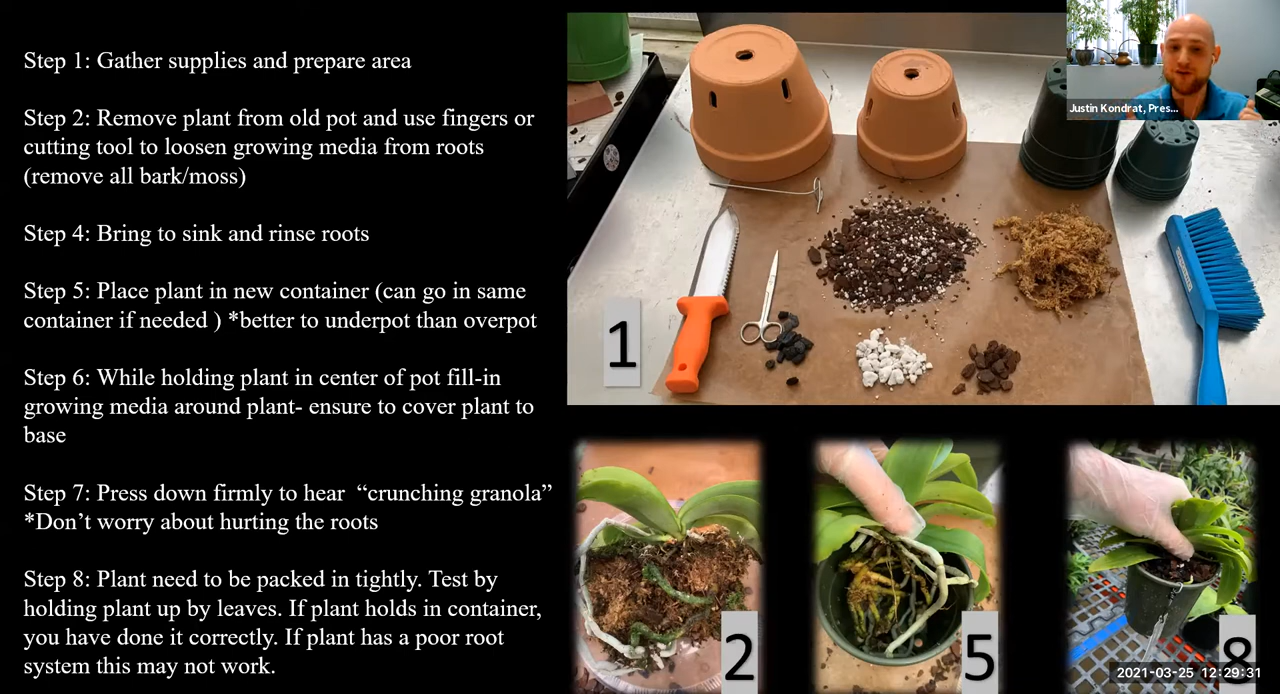 Step 1: Gather supplies and prepare area
Step 2: Remove plant from old pot and use fingers or
cutting tool to loosen growing media from roots
(remove all bark/moss)
Step 4: Bring to sink and rinse roots
Step 5: Place plant in new container (can go in same
container if needed ) *better to underpot than overpot
Step 6: While holding plant in center of pot fill-in
growing media around plant- ensure to cover plant to
base
Step 7: Press down firmly to hear “crunching granola”
*Don’t worry about hurting the roots
Step 8: Plant need to be packed in tightly. Test by
holding plant up by leaves. If plant holds in container,
you have done it correctly. If plant has a poor root
system this may not work.
Justin Kondrat, Pres...
1
2
5
8
2021-03-25 12:29:31